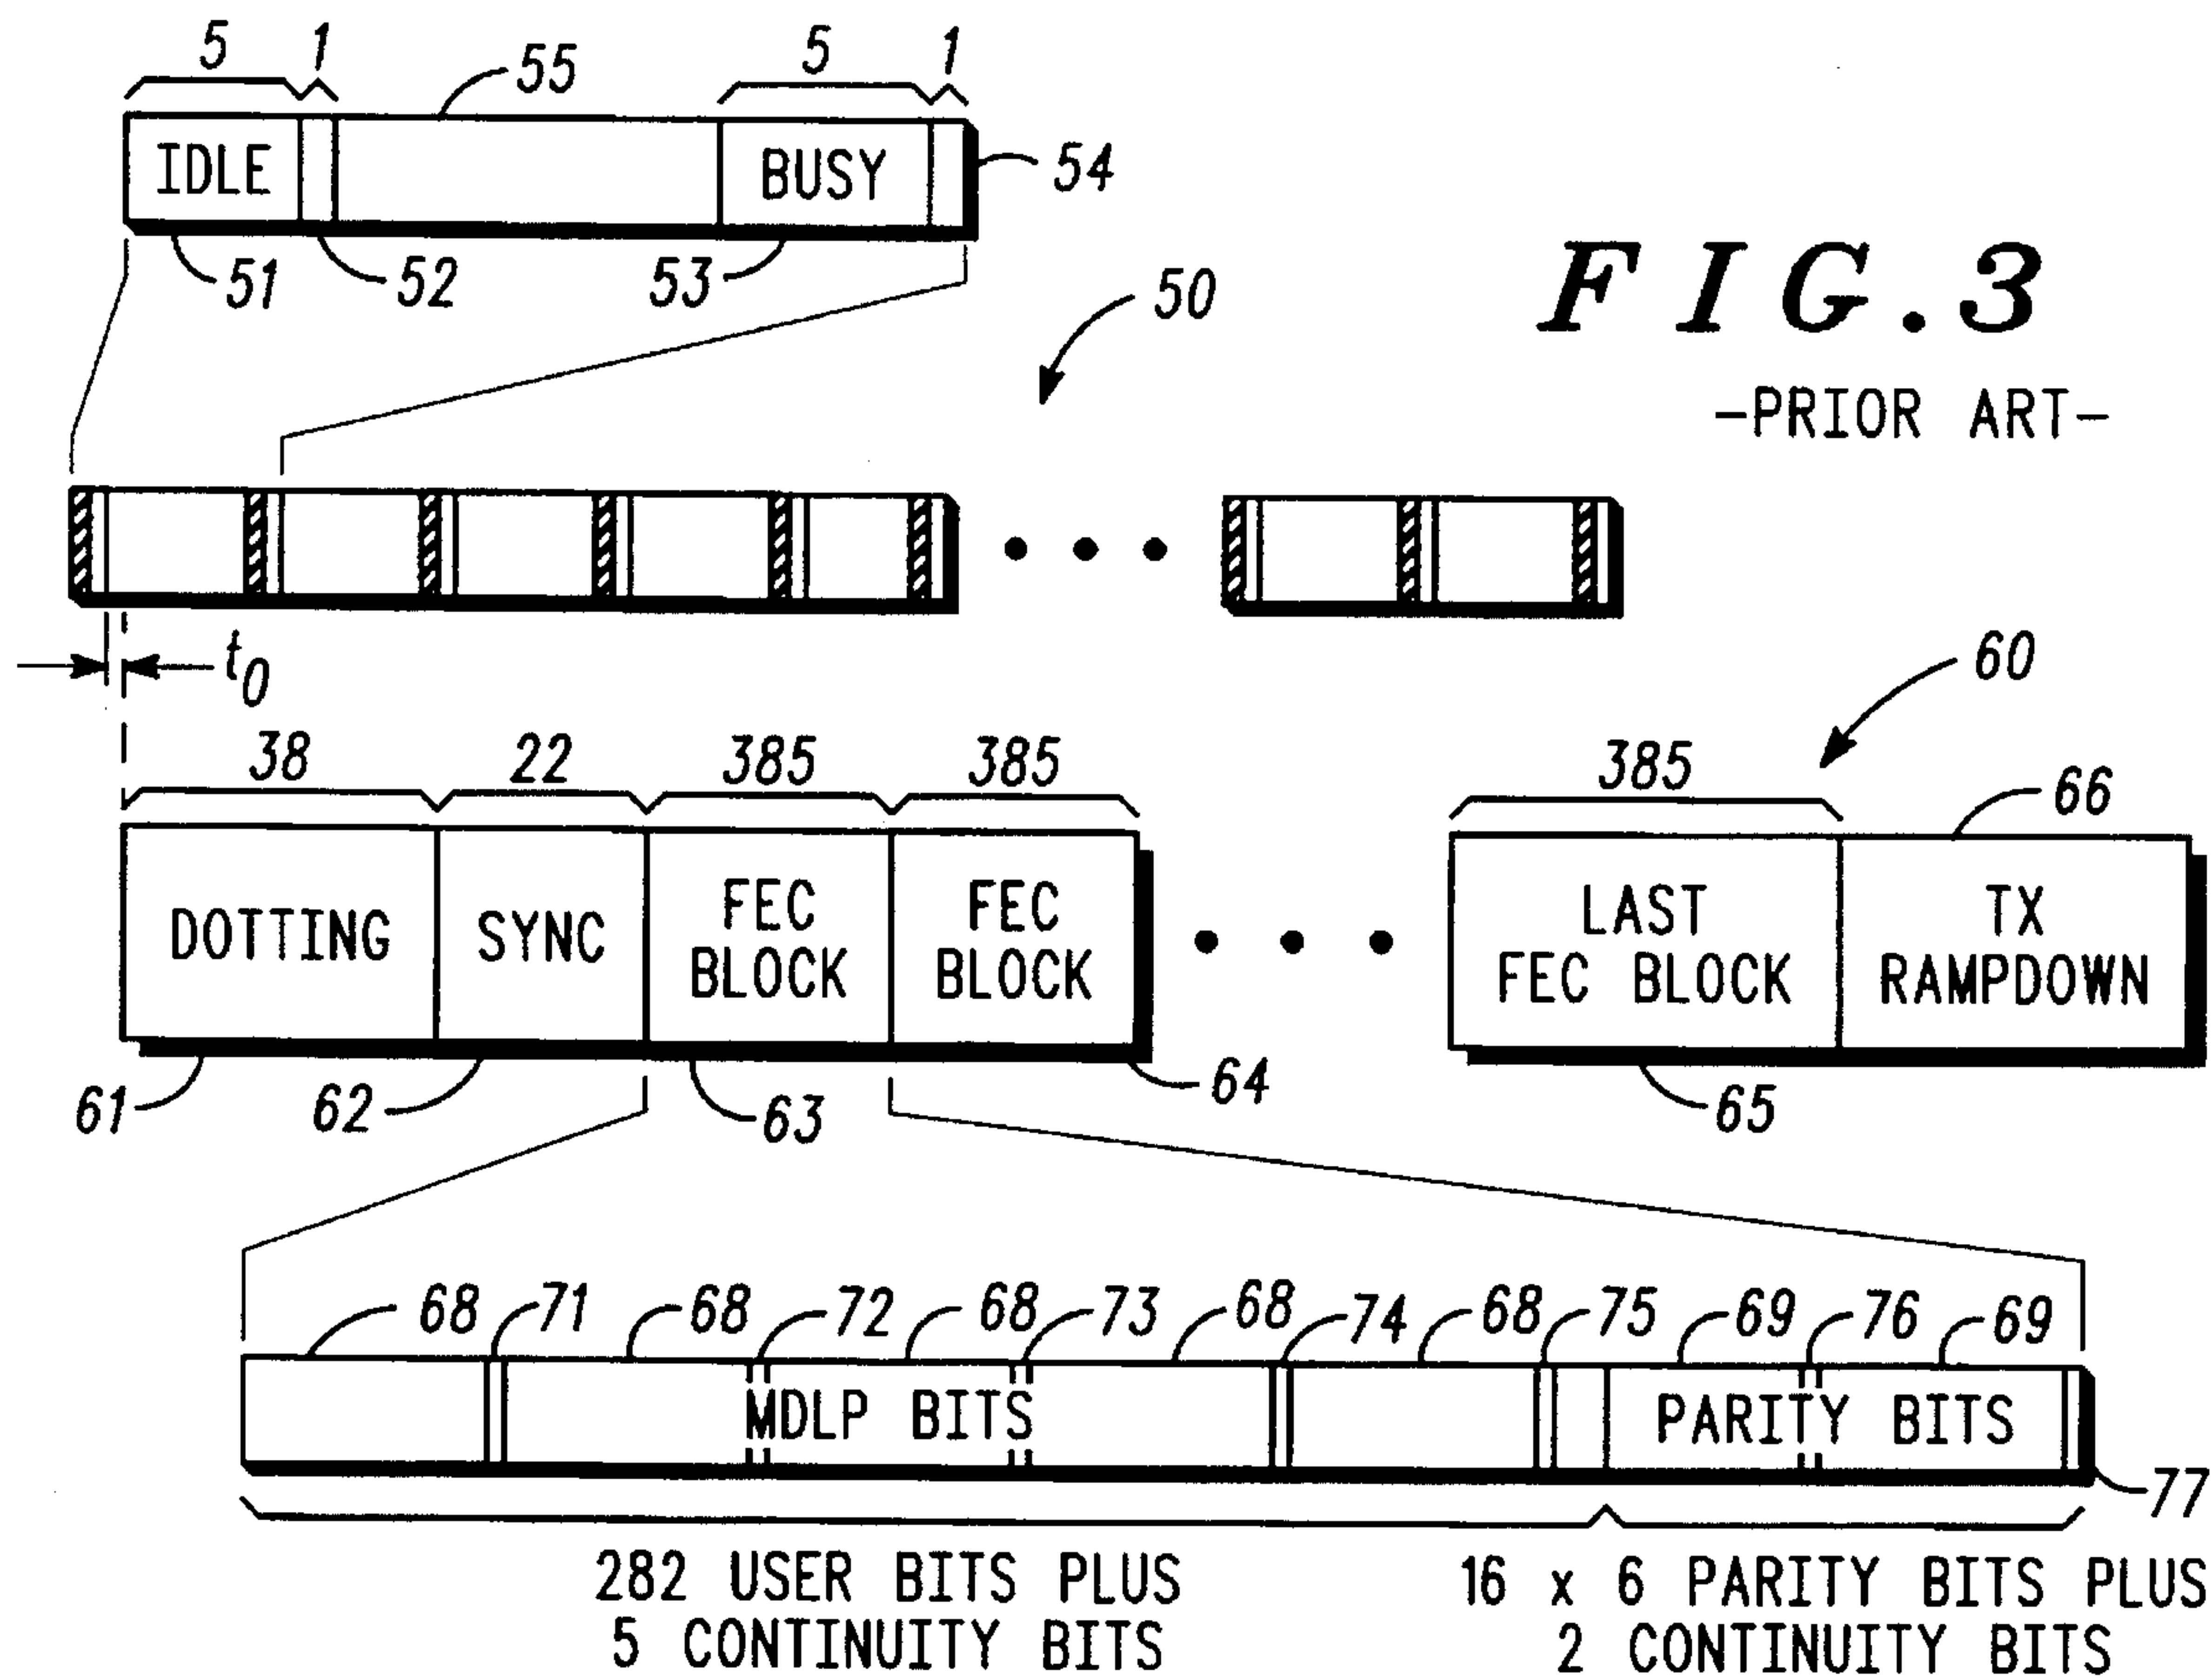 5 1 55 5 1
IDLE BUSY 54
51 52 53
50
FIG.3
-PRIOR ART-
t0
60
38 22 385 385 385 66
DOTTING SYNC FEC BLOCK FEC BLOCK LAST FEC BLOCK TX RAMPDOWN
61 62 63 64 65
68 71 68 72 68 73 68 74 68 75 69 76 69
MDLP BITS PARITY BITS
77
282 USER BITS PLUS
5 CONTINUITY BITS
16 x 6 PARITY BITS PLUS
2 CONTINUITY BITS